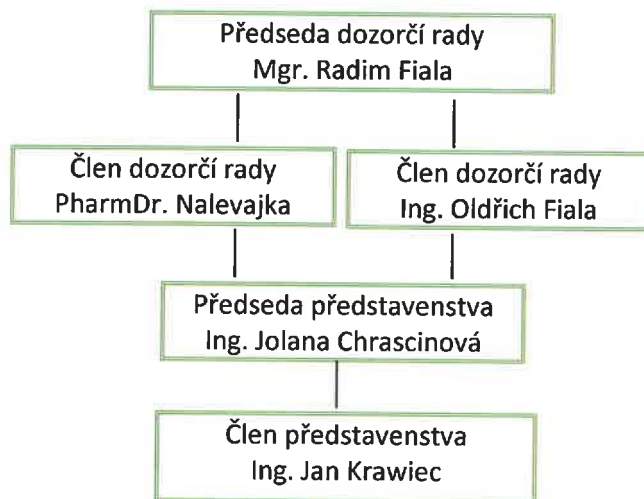 Předseda dozorčí rady
Mgr. Radim Fiala
Člen dozorčí rady
PharmDr. Nalevajka
Člen dozorčí rady
Ing. Oldřich Fiala
Předseda představenstva
Ing. Jolana Chrascinová
Člen představenstva
Ing. Jan Krawiec